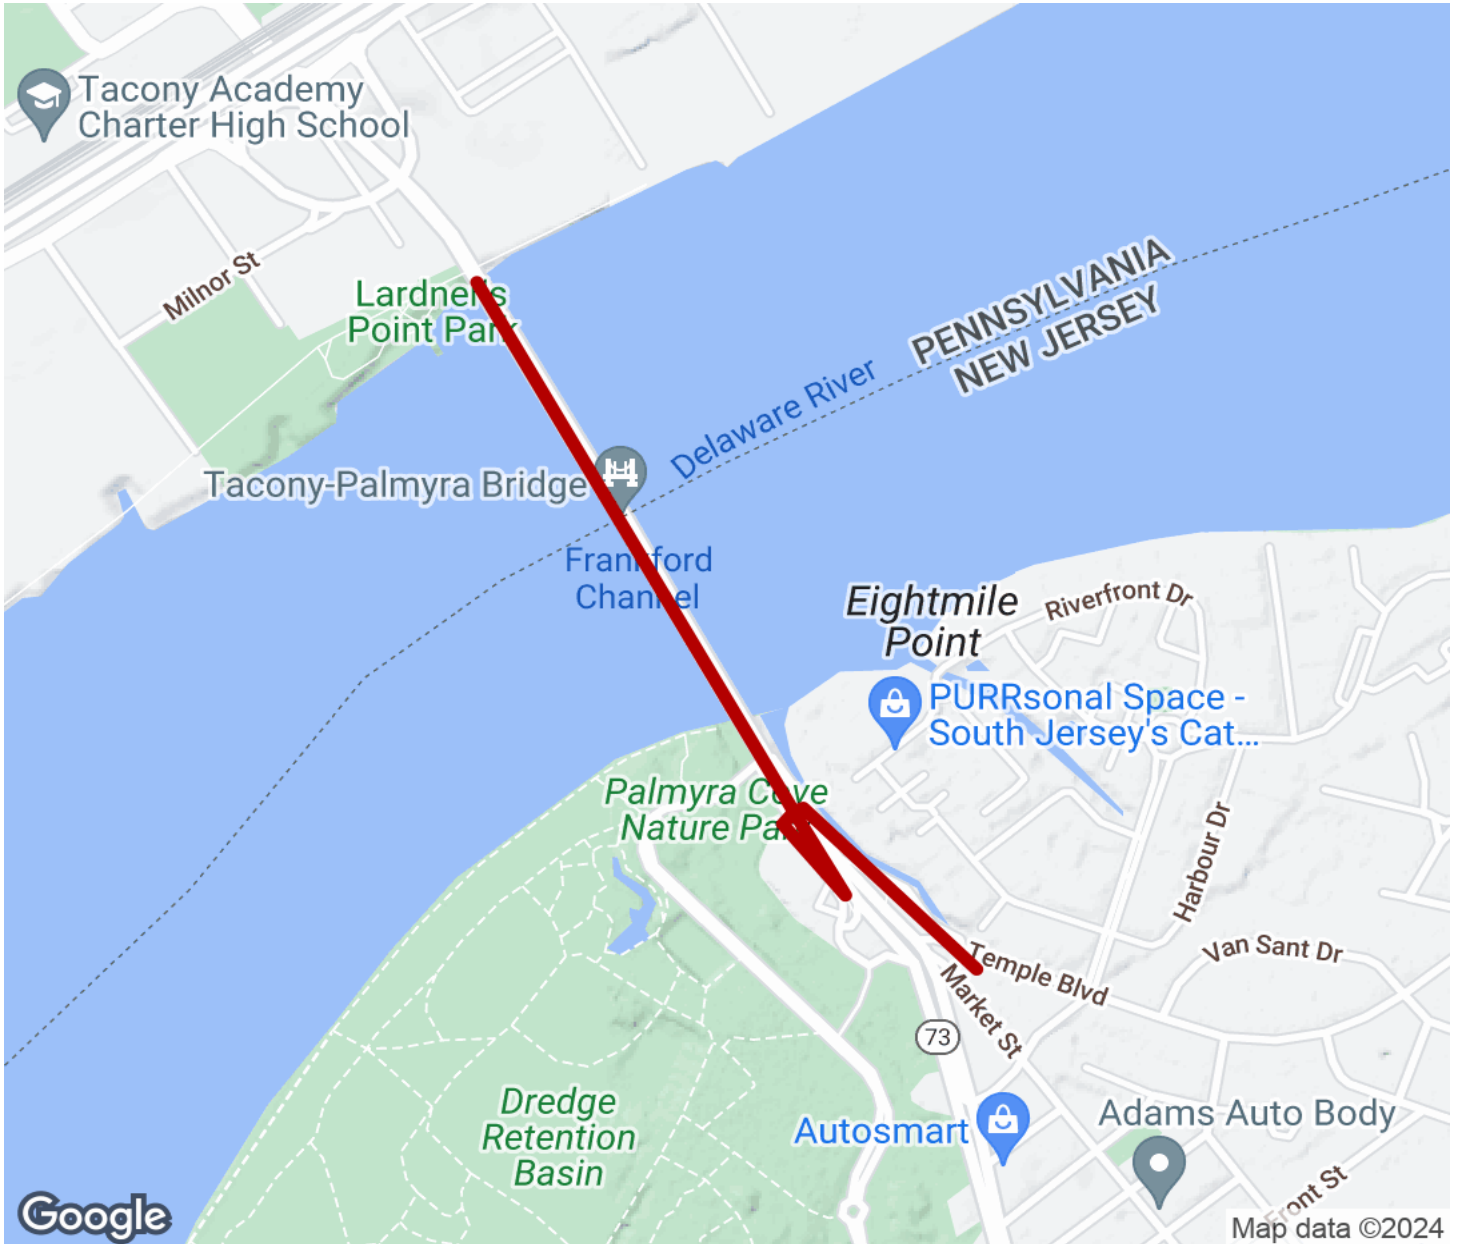 Tacony Academy
Charter High School
Milnor St
Lardner's
Point Park
PENNSYLVANIA
NEW JERSEY
Delaware River
Tacony-Palmyra Bridge
Frankford
Channel
Eightmile
Point
Riverfront Dr
PURRsonal Space -
South Jersey's Cat...
Palmyra Cove
Nature Park
Harbour Dr
Van Sant Dr
Temple Blvd
Market St
73
Dredge
Retention
Basin
Autosmart
Adams Auto Body
Front St
Google
Map data ©2024